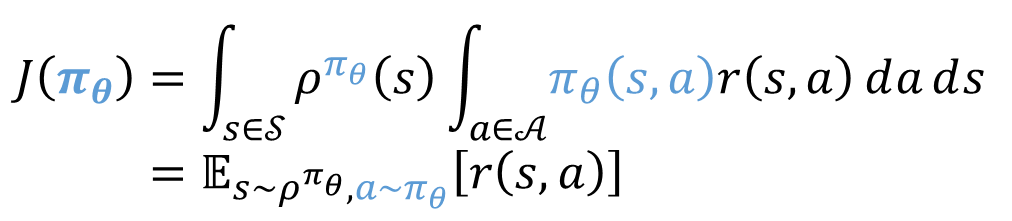 J(π_θ) = ∫_{s∈𝒮} ρ^{π_θ}(s) ∫_{a∈𝒜} π_θ(s, a)r(s, a) da ds
= 𝔼_{s~ρ^{π_θ},a~π_θ}[r(s, a)]